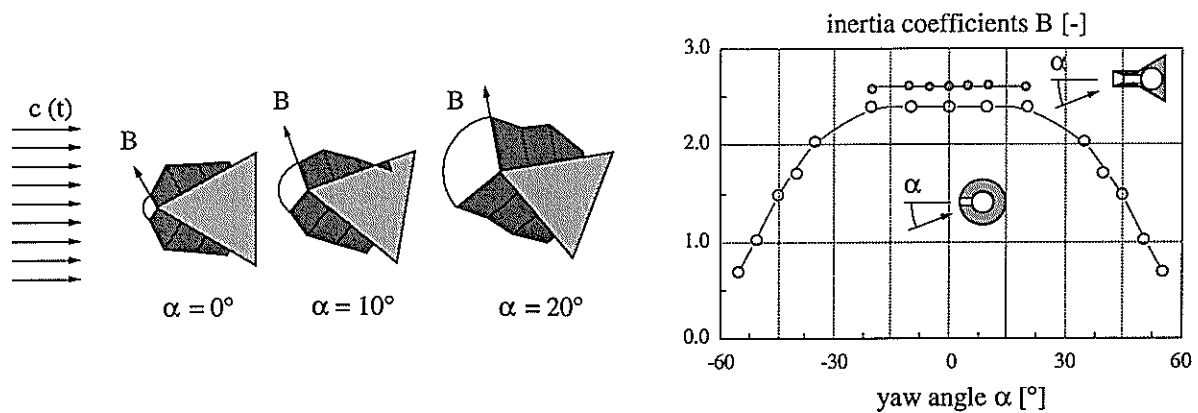 inertia coefficients B [-]
c (t)
B
B
B
α = 0°
α = 10°
α = 20°
3.0
2.0
1.0
0.0
α
α
-60
-30
0
30
60
yaw angle α [°]